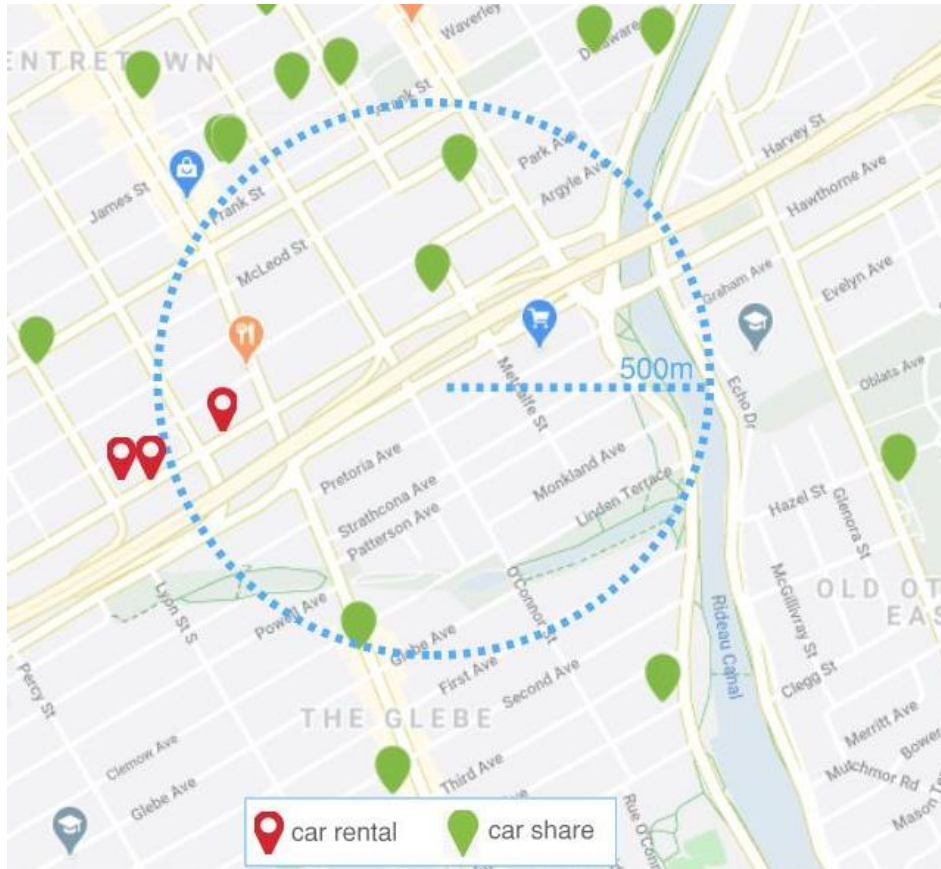 Waverley
Delaware
ENTRETOWN
Frank St
Harvey St
Park Ave
Hawthorne Ave
Argyle Ave
James St
Frank St
McLeod St
Graham Ave
Evelyn Ave
500m
Metcalfe St
Oblats Ave
Echo Dr
Pretoria Ave
Monkland Ave
Strathcona Ave
Linden Terrace
Hazel St
Glenora St
Patterson Ave
O'Connor St
McGillivray St
OLD OT
EAS
Lyon St S
Powell Ave
Rideau Canal
Glebe Ave
First Ave
Second Ave
Clegg St
Percy St
THE GLEBE
Merritt Ave
Bower
Clemow Ave
Third Ave
Mulchmor Rd
Glebe Ave
Mason Te
Rue O'Conn
car rental
car share